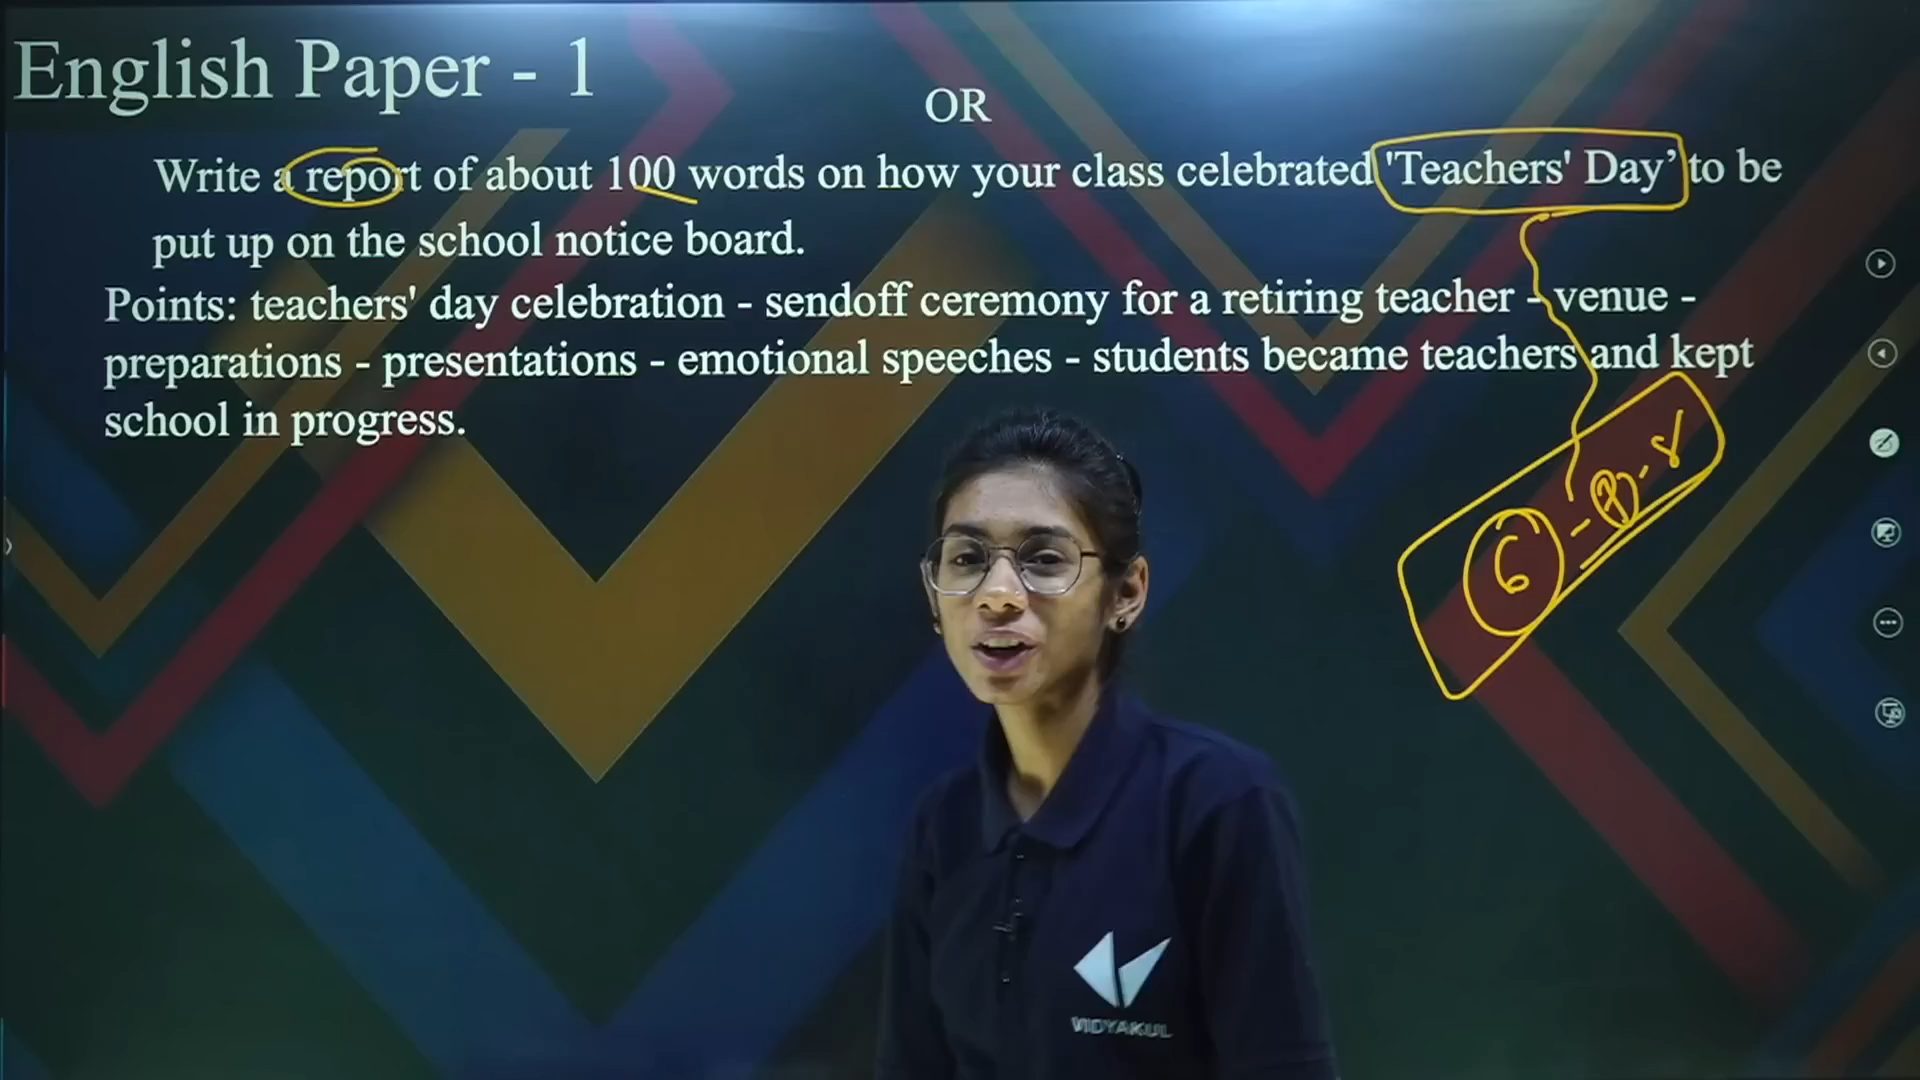 English Paper - 1
OR
Write a report of about 100 words on how your class celebrated 'Teachers' Day’ to be
put up on the school notice board.
Points: teachers' day celebration - sendoff ceremony for a retiring teacher - venue -
preparations - presentations - emotional speeches - students became teachers and kept
school in progress.
6 -
VIDYAKUL